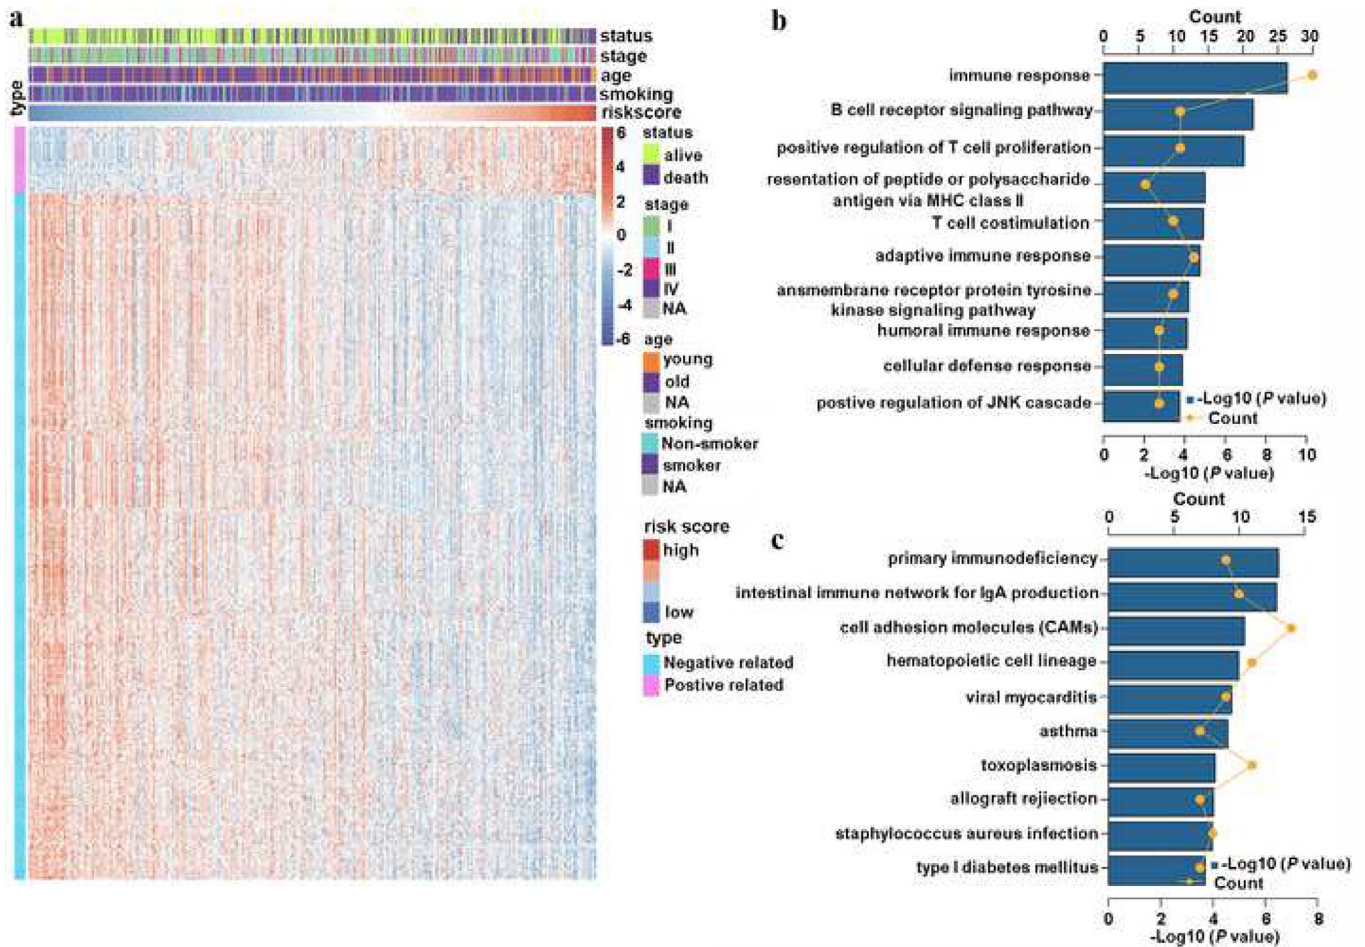 a
status
stage
age
smoking
riskscore
type
6
4
2
0
-2
-4
-6
status
alive
death
stage
I
II
III
IV
NA
age
young
old
NA
smoking
Non-smoker
smoker
NA
risk score
high
low
type
Negative related
Postive related
b
Count
0 5 10 15 20 25 30
immune response
B cell receptor signaling pathway
positive regulation of T cell proliferation
resentation of peptide or polysaccharide
antigen via MHC class II
T cell costimulation
adaptive immune response
ansmembrane receptor protein tyrosine
kinase signaling pathway
humoral immune response
cellular defense response
postive regulation of JNK cascade
-Log10 (P value)
Count
0 2 4 6 8 10
-Log10 (P value)
c
Count
0 5 10 15
primary immunodeficiency
intestinal immune network for IgA production
cell adhesion molecules (CAMs)
hematopoietic cell lineage
viral myocarditis
asthma
toxoplasmosis
allograft rejiection
staphylococcus aureus infection
type I diabetes mellitus
-Log10 (P value)
Count
0 2 4 6 8
-Log10 (P value)